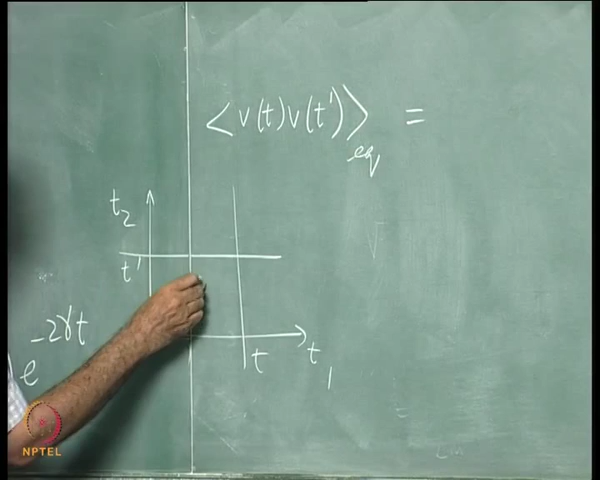 <v(t)v(t')>eq =
t₂
t'
e^-2γt
t
t₁
NPTEL